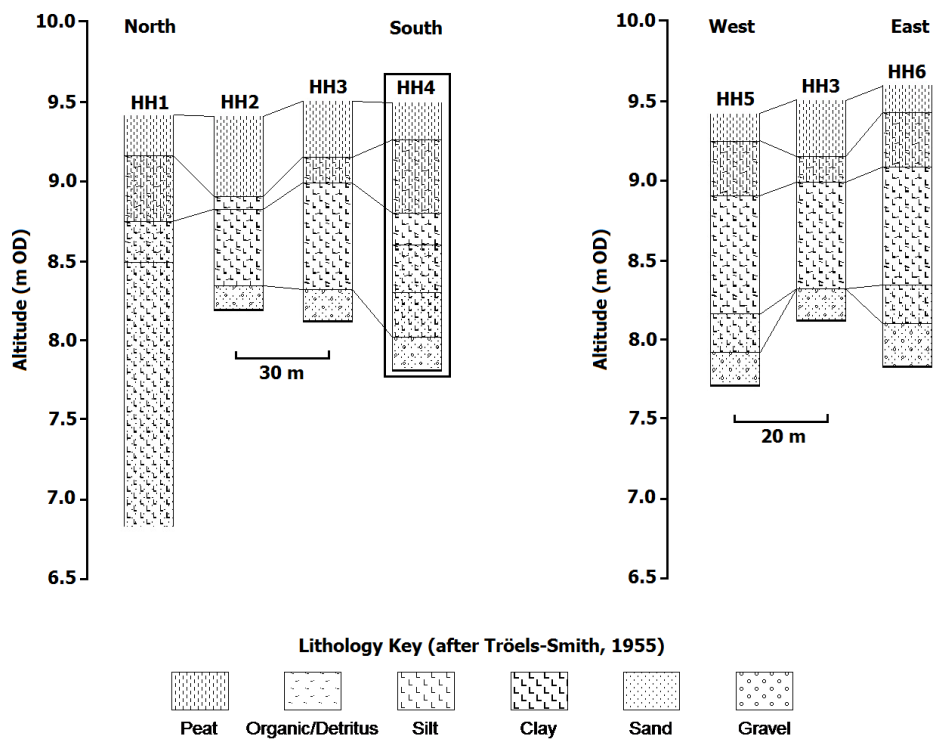 North South
HH1 HH2 HH3 HH4
10.0
9.5
9.0
8.5
8.0
7.5
7.0
6.5
Altitude (m OD)
30 m
West East
HH5 HH3 HH6
10.0
9.5
9.0
8.5
8.0
7.5
7.0
6.5
Altitude (m OD)
20 m
Lithology Key (after Tröels-Smith, 1955)
Peat Organic/Detritus Silt Clay Sand Gravel